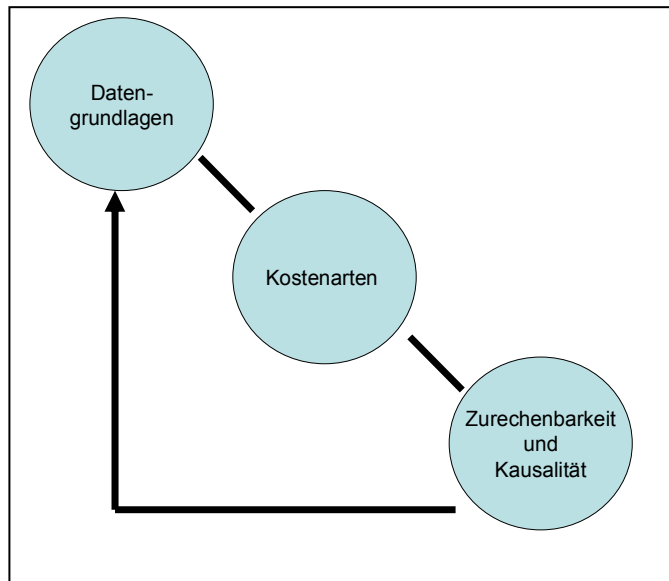 Daten-
grundlagen
Kostenarten
Zurechenbarkeit
und
Kausalität